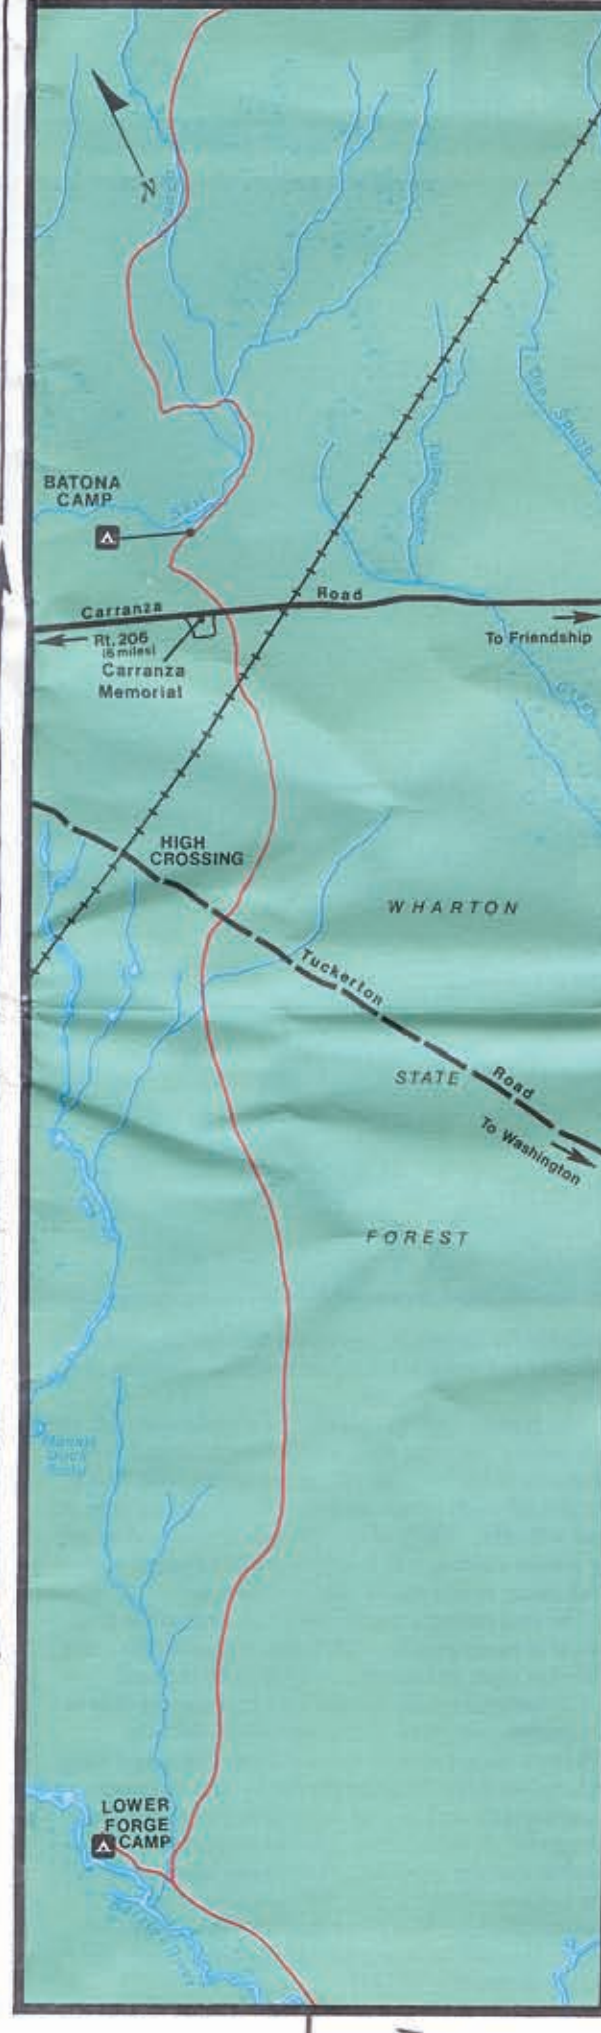 N
BATONA
CAMP
Carranza
Road
Rt. 206
(6 miles)
To Friendship
Carranza
Memorial
HIGH
CROSSING
WHARTON
Tuckerton
STATE
Road
To Washington
FOREST
LOWER
FORGE
CAMP